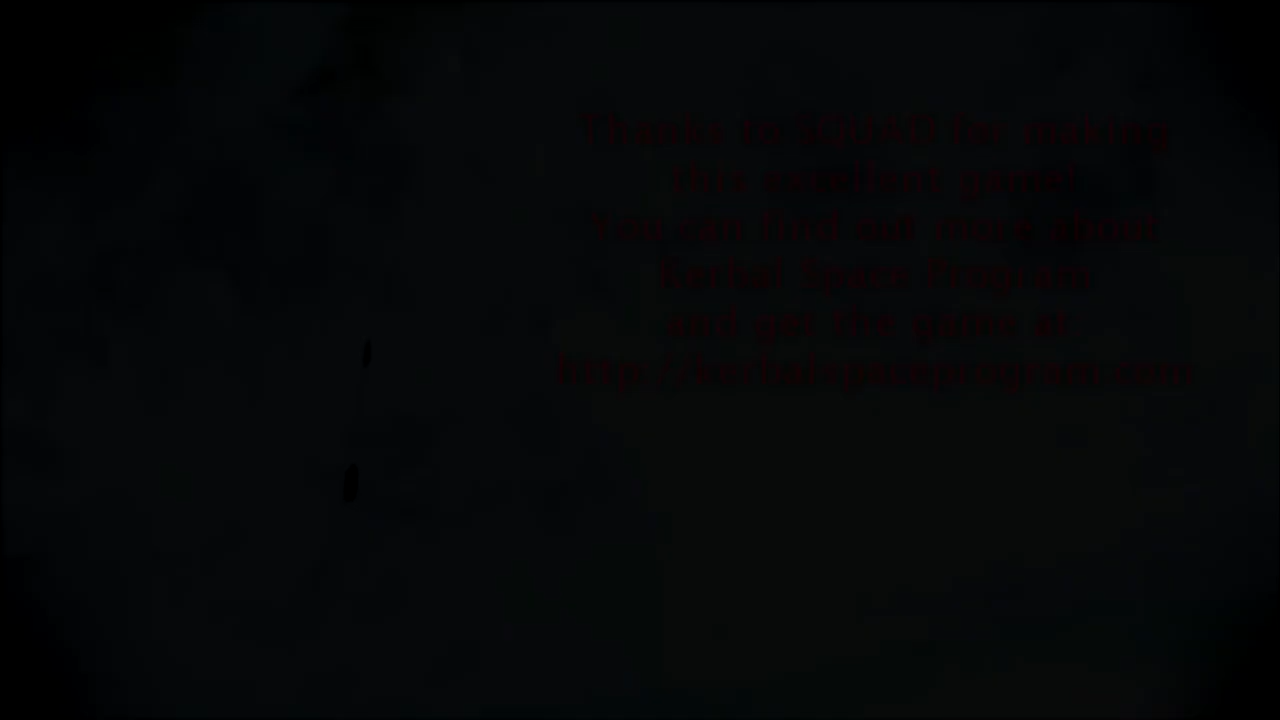 Thanks to SQUAD for making
this excellent game!
You can find out more about
Kerbal Space Program
and get the game at
http://kerbalspaceprogram.com